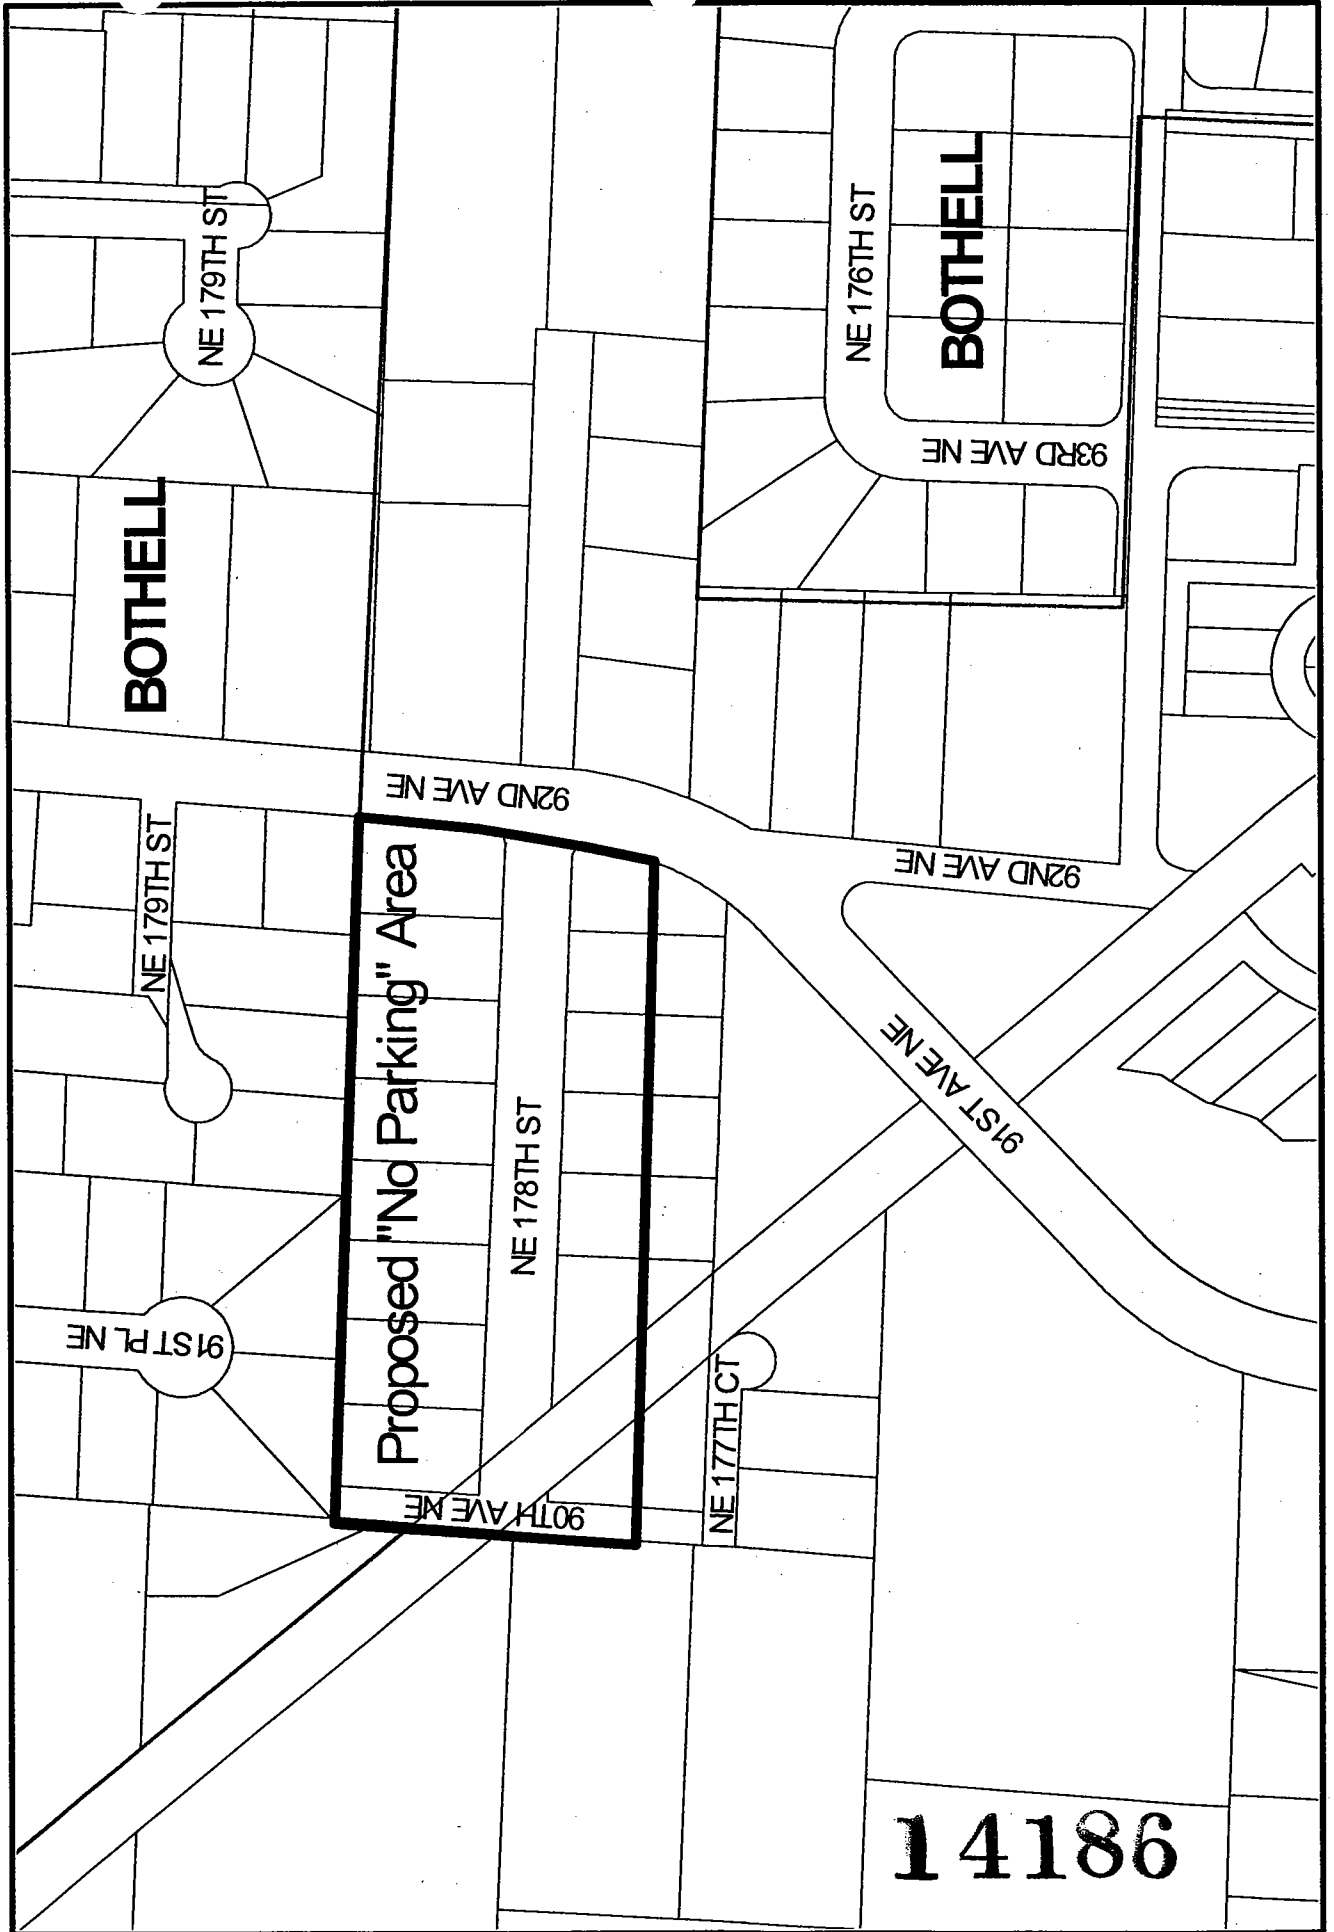 NE 179TH ST
BOTHELL
NE 176TH ST
BOTHELL
93RD AVE NE
92ND AVE NE
NE 179TH ST
92ND AVE NE
Proposed "No Parking" Area
NE 178TH ST
91ST AVE NE
91ST PL NE
90TH AVE NE
NE 177TH CT
14186